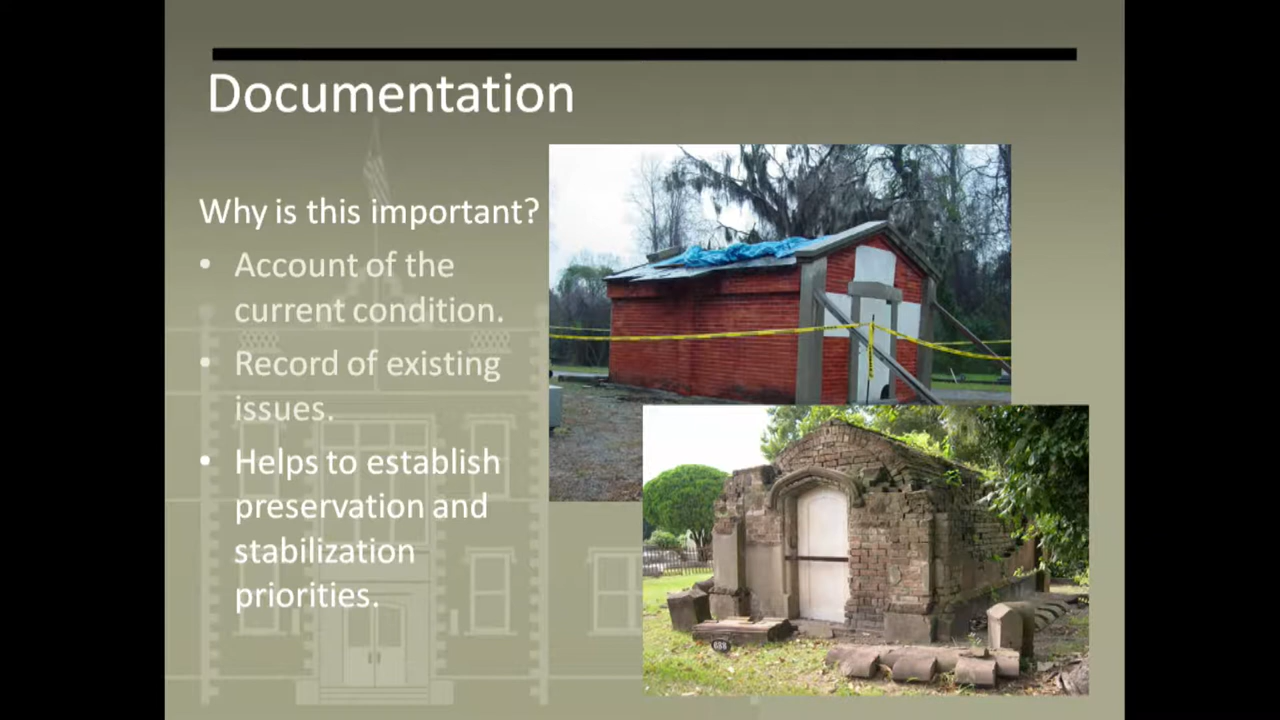 Documentation
Why is this important?
• Account of the
current condition.
• Record of existing
issues.
• Helps to establish
preservation and
stabilization
priorities.
688